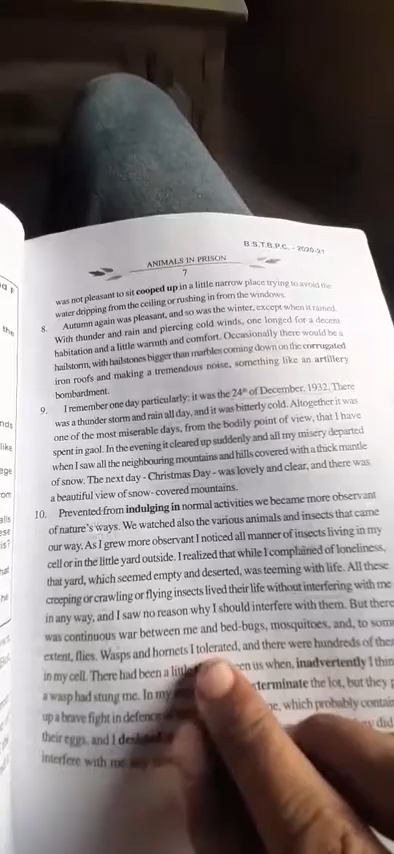 B.S.T.B.P.C. - 2020-21
ANIMALS IN PRISON
7
was not pleasant to sit cooped up in a little narrow place trying to avoid the
water dripping from the ceiling or rushing in from the windows.
8. Autumn again was pleasant, and so was the winter, except when it rained.
With thunder and rain and piercing cold winds, one longed for a decent
habitation and a little warmth and comfort. Occasionally there would be a
hailstorm, with hailstones bigger than marbles coming down on the corrugated
iron roofs and making a tremendous noise, something like an artillery
bombardment.
9. I remember one day particularly; it was the 24th of December, 1932. There
was a thunder storm and rain all day, and it was bitterly cold. Altogether it was
one of the most miserable days, from the bodily point of view, that I have
spent in gaol. In the evening it cleared up suddenly and all my misery departed
when I saw all the neighbouring mountains and hills covered with a thick mantle
of snow. The next day - Christmas Day - was lovely and clear, and there was
a beautiful view of snow-covered mountains.
10. Prevented from indulging in normal activities we became more observant
of nature's ways. We watched also the various animals and insects that came
our way. As I grew more observant I noticed all manner of insects living in my
cell or in the little yard outside. I realized that while I complained of loneliness,
that yard, which seemed empty and deserted, was teeming with life. All these
creeping or crawling or flying insects lived their life without interfering with me
in any way, and I saw no reason why I should interfere with them. But there
was continuous war between me and bed-bugs, mosquitoes, and, to some
extent, flies. Wasps and hornets I tolerated, and there were hundreds of
in my cell. There had been a little us when, inadvertently I
a wasp had stung me. In my the lot, but they
up a brave fight in defence which probably
their eggs, and I did
interfere with me